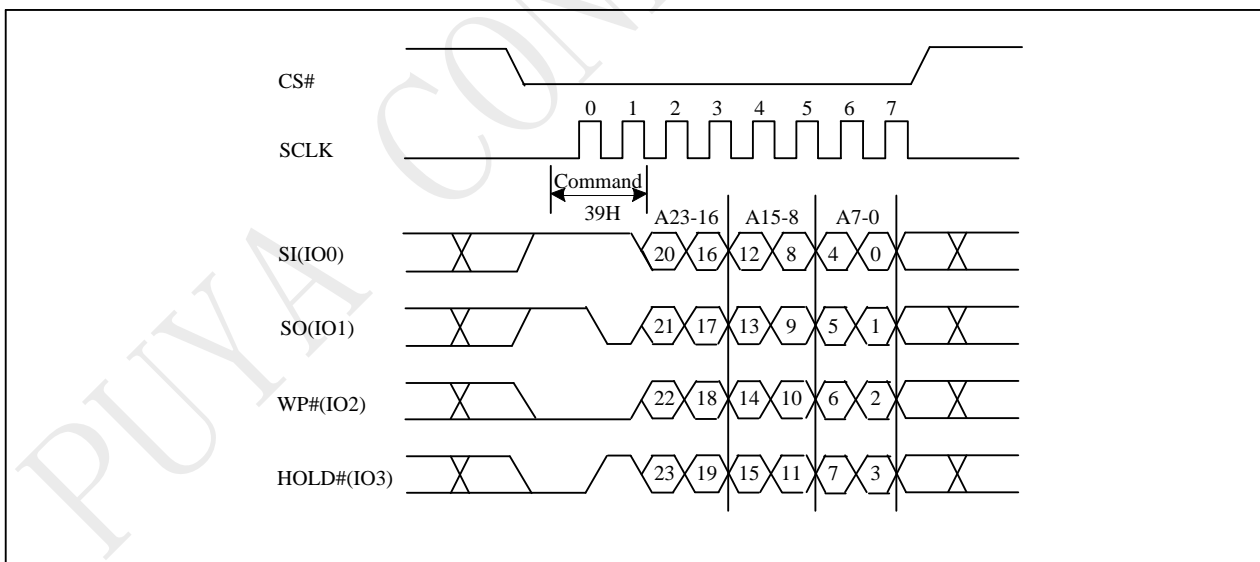 PUYA CON
CS#
0 1 2 3 4 5 6 7
SCLK
Command
39H
A23-16 A15-8 A7-0
SI(IO0) 20 16 12 8 4 0
SO(IO1) 21 17 13 9 5 1
WP#(IO2) 22 18 14 10 6 2
HOLD#(IO3) 23 19 15 11 7 3